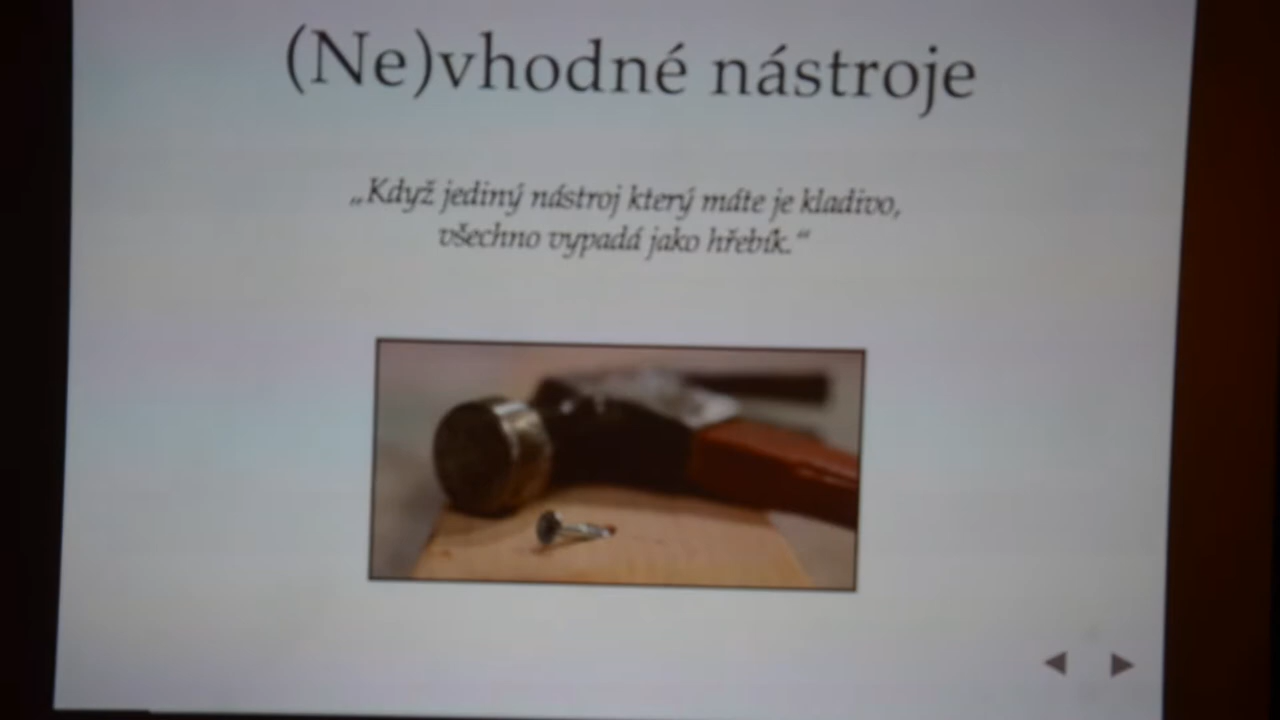 (Ne)vhodné nástroje
„Když jediný nástroj který máte je kladivo,
všechno vypadá jako hřebík.“